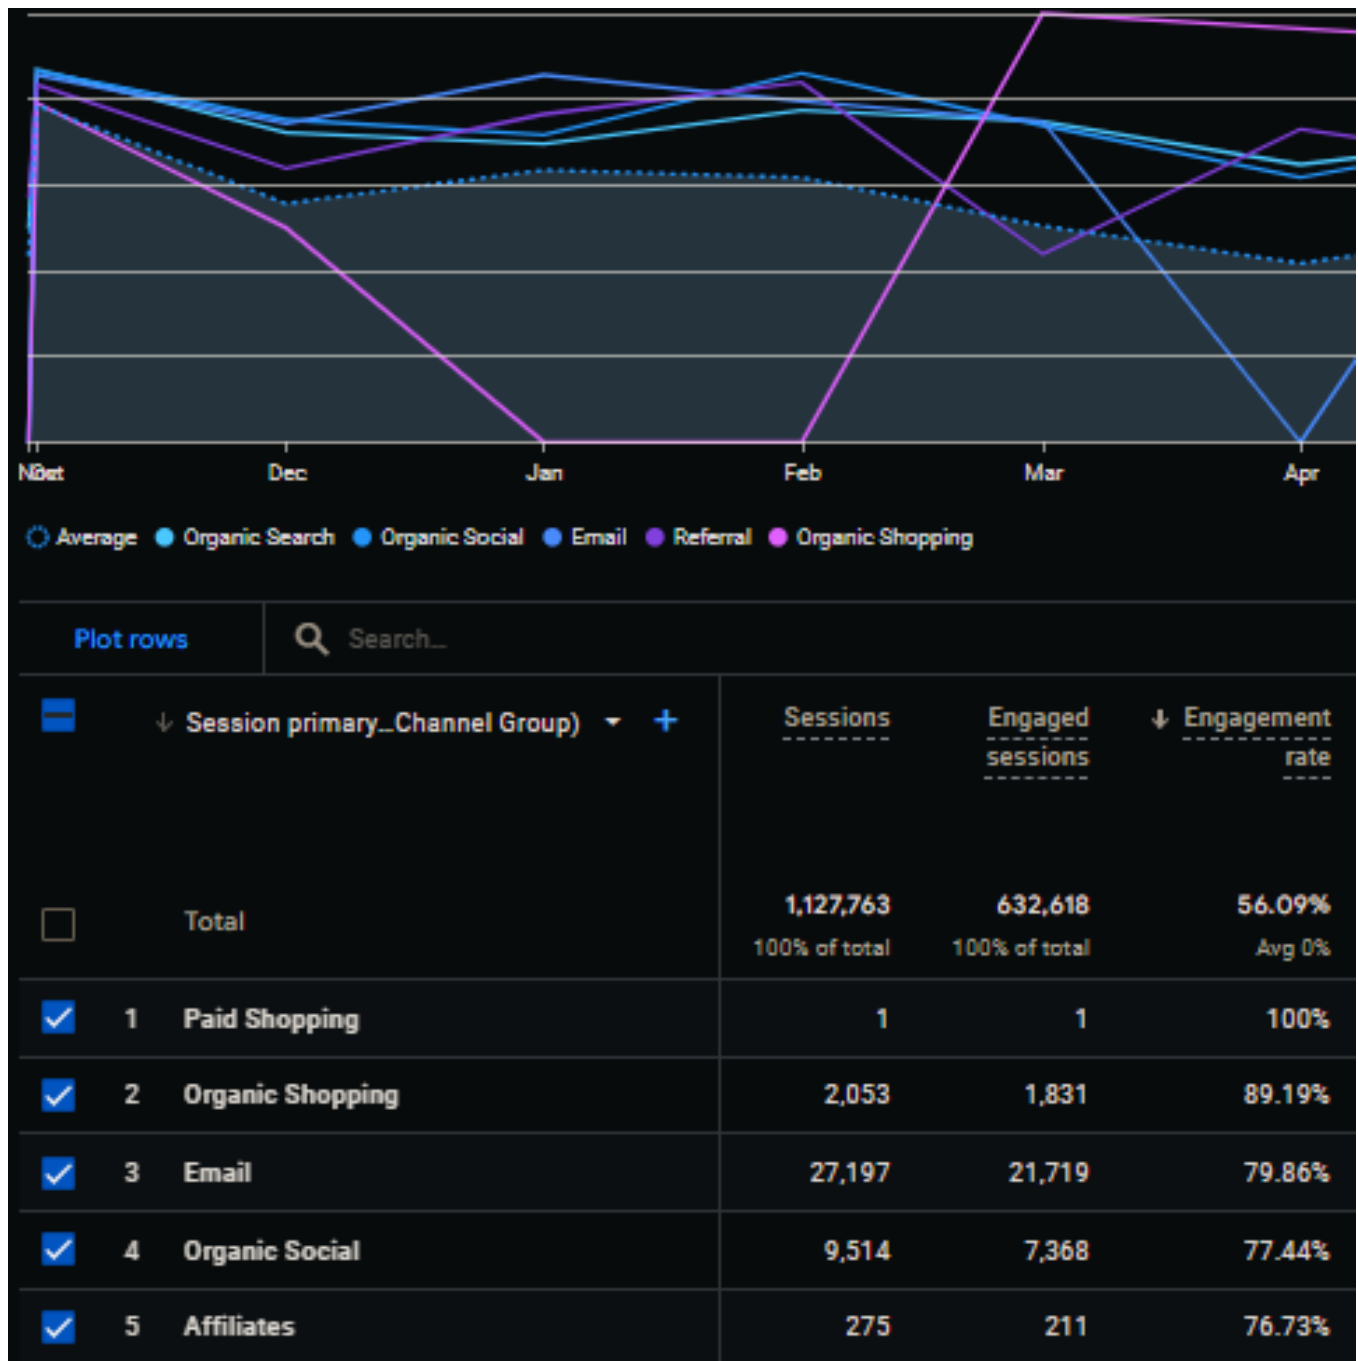 Dec Jan Feb Mar Apr
Average Organic Search Organic Social Email Referral Organic Shopping
Plot rows Search...
Session primary...Channel Group) Sessions Engaged sessions Engagement rate
Total 1,127,763 632,618 56.09%
100% of total 100% of total Avg 0%
1 Paid Shopping 1 1 100%
2 Organic Shopping 2,053 1,831 89.19%
3 Email 27,197 21,719 79.86%
4 Organic Social 9,514 7,368 77.44%
5 Affiliates 275 211 76.73%